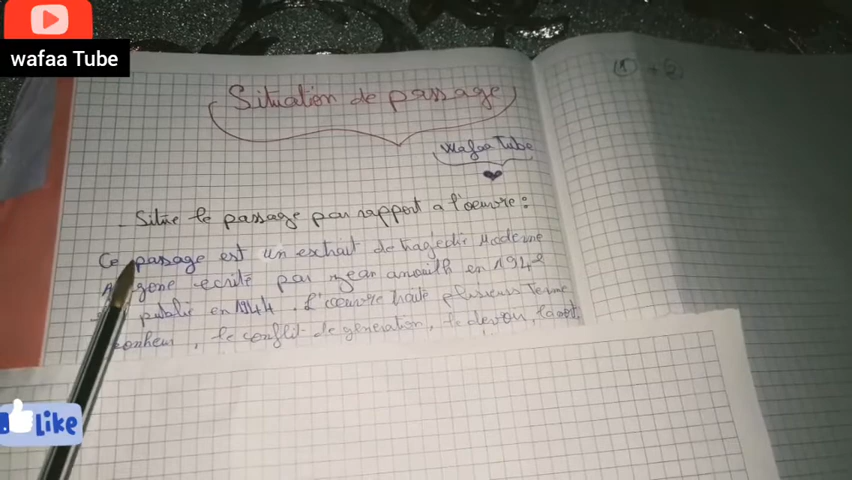 wafaa Tube
Situation de passage
wafaa Tube
- Situe le passage par rapport a l'oeuvre :
Ce passage est un extrait de tragédie moderne
gone ecrite par jean anouilh en 1942
publié en 1944. l'oeuvre traite plusieurs Terme
bonheur, le conflit de génération, le devoir,
Like